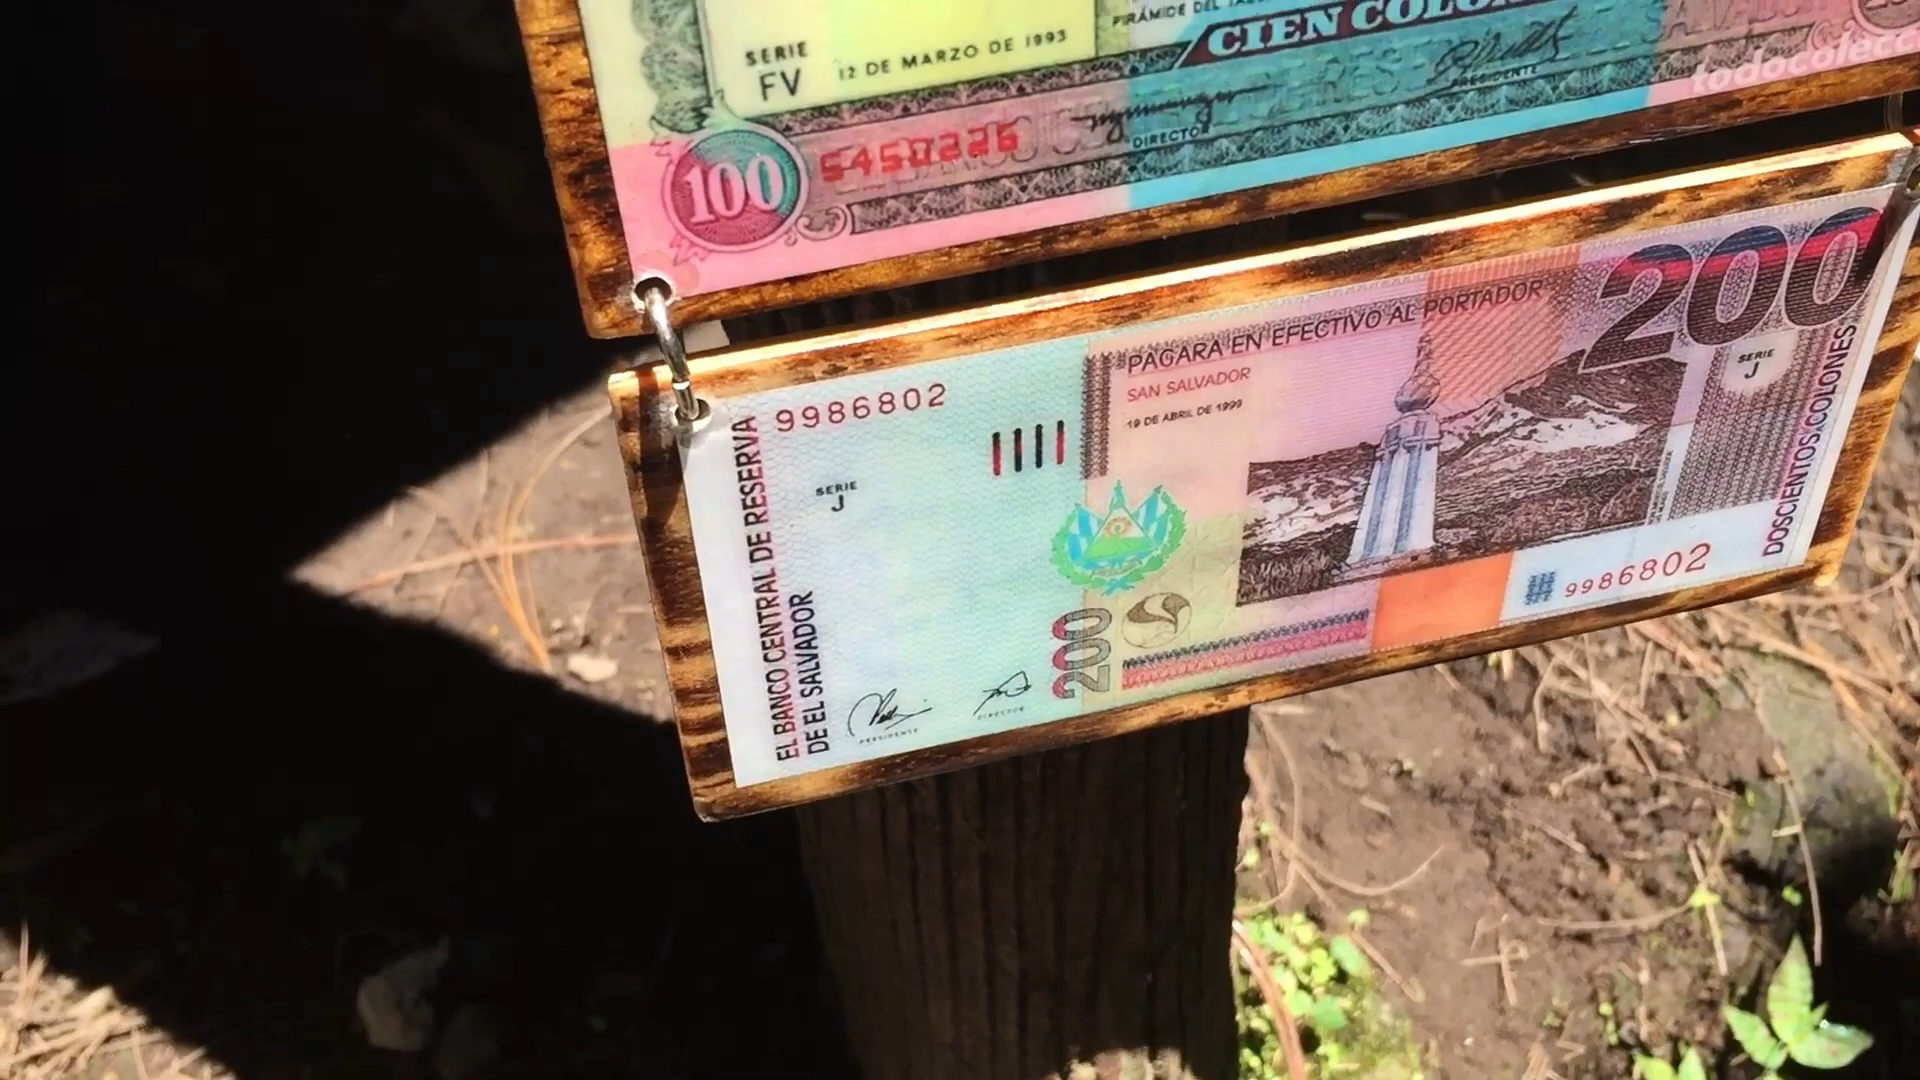 PIRÁMIDE DEL
CIEN COLON
SERIE
FV
12 DE MARZO DE 1993
PRESIDENTE
todocolecc
DIRECTOR
100
5450226
PAGARA EN EFECTIVO AL PORTADOR
200
SAN SALVADOR
19 DE ABRIL DE 1999
SERIE
J
9986802
SERIE
J
EL BANCO CENTRAL DE RESERVA
DE EL SALVADOR
DOSCIENTOS COLONES
9986802
200
PRESIDENTE
DIRECTOR